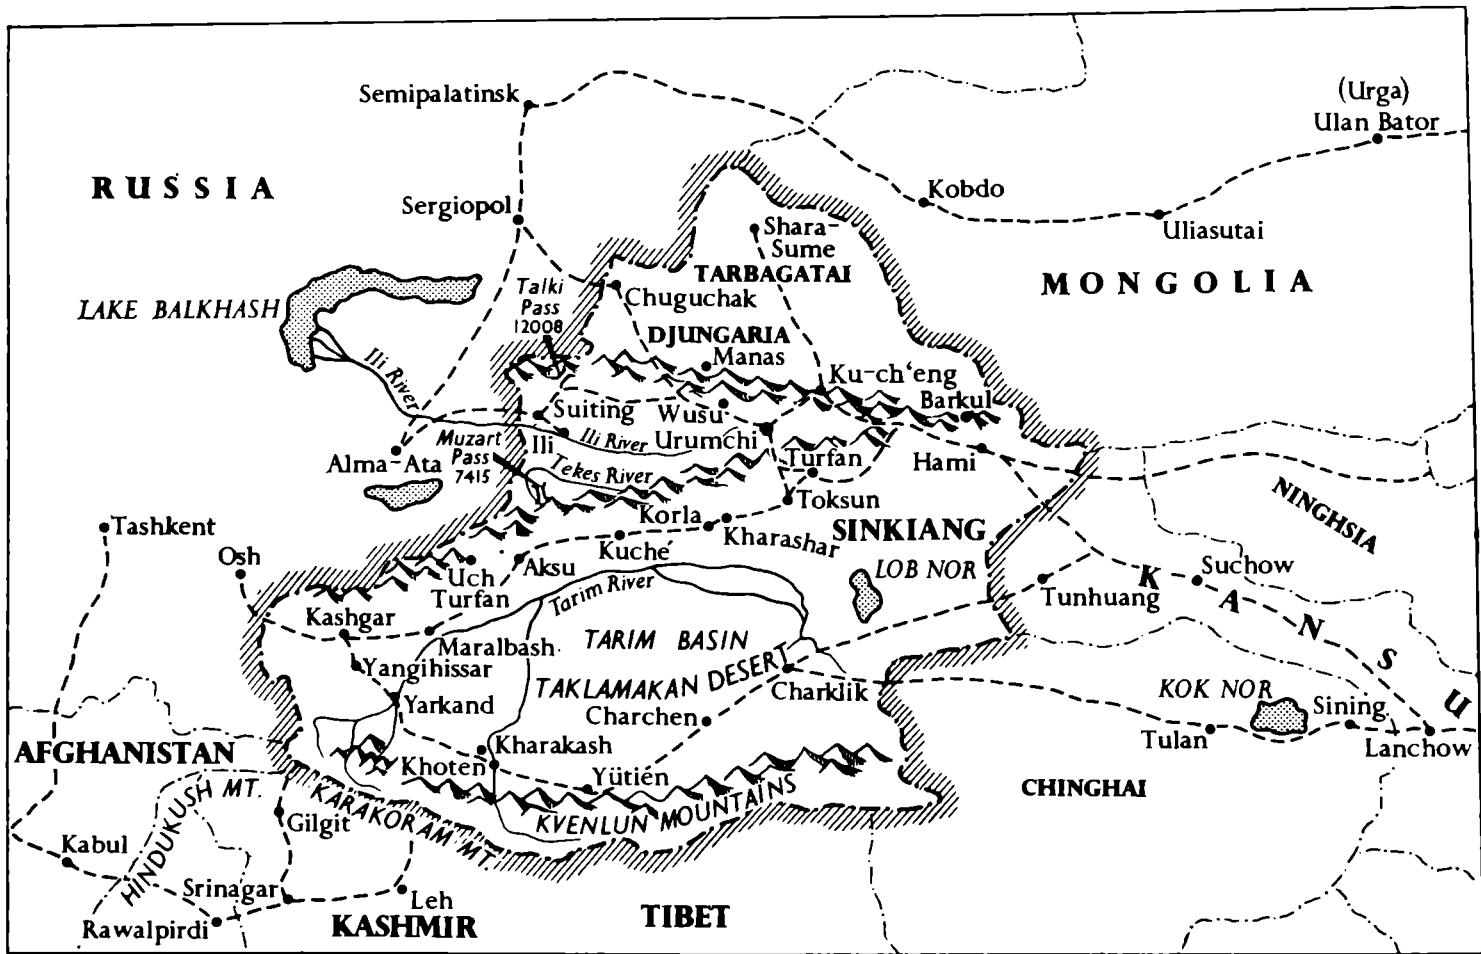 (Urga)
Ulan Bator
Semipalatinsk
RUSSIA
Kobdo
Sergiopol
Uliasutai
Shara-
Sume
TARBAGATAI
MONGOLIA
LAKE BALKHASH
Talki
Pass
12008
Chuguchak
DJUNGARIA
Manas
Ili River
Ku-ch'eng
Barkul
Suiting
Wusu
Urumchi
Muzart
Pass
7415
Ili
Ili River
Alma-Ata
Tekes River
Turfan
Hami
Toksun
NINGHSIA
Tashkent
Korla
Kharashar
SINKIANG
Osh
Kuche
Uch
Turfan
Aksu
LOB NOR
Suchow
Tarim River
Tunhuang
KANSU
Kashgar
Maralbash
TARIM BASIN
Yangihissar
TAKLAMAKAN DESERT
Yarkand
Charklik
KOK NOR
Charchen
Sining
Tulan
Lanchow
AFGHANISTAN
Kharakash
Khoten
Yütien
CHINGHAI
HINDUKUSH MT.
KARAKORAM MT.
KVENLUN MOUNTAINS
Gilgit
Kabul
Srinagar
Leh
Rawalpirdi
KASHMIR
TIBET